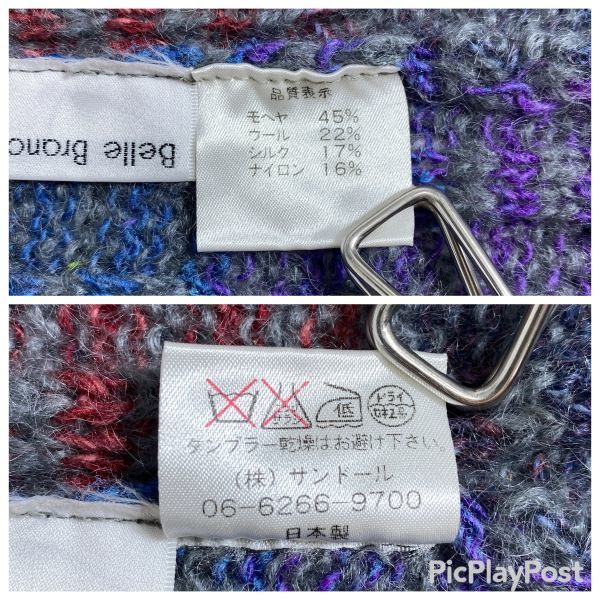 品質表示
モヘヤ 45%
ウール 22%
シルク 17%
ナイロン 16%
Belle
低
ドライ
タンブラー乾燥はお避け下さい。
(株) サンドール
06-6266-9700
日本製
PicPlayPost